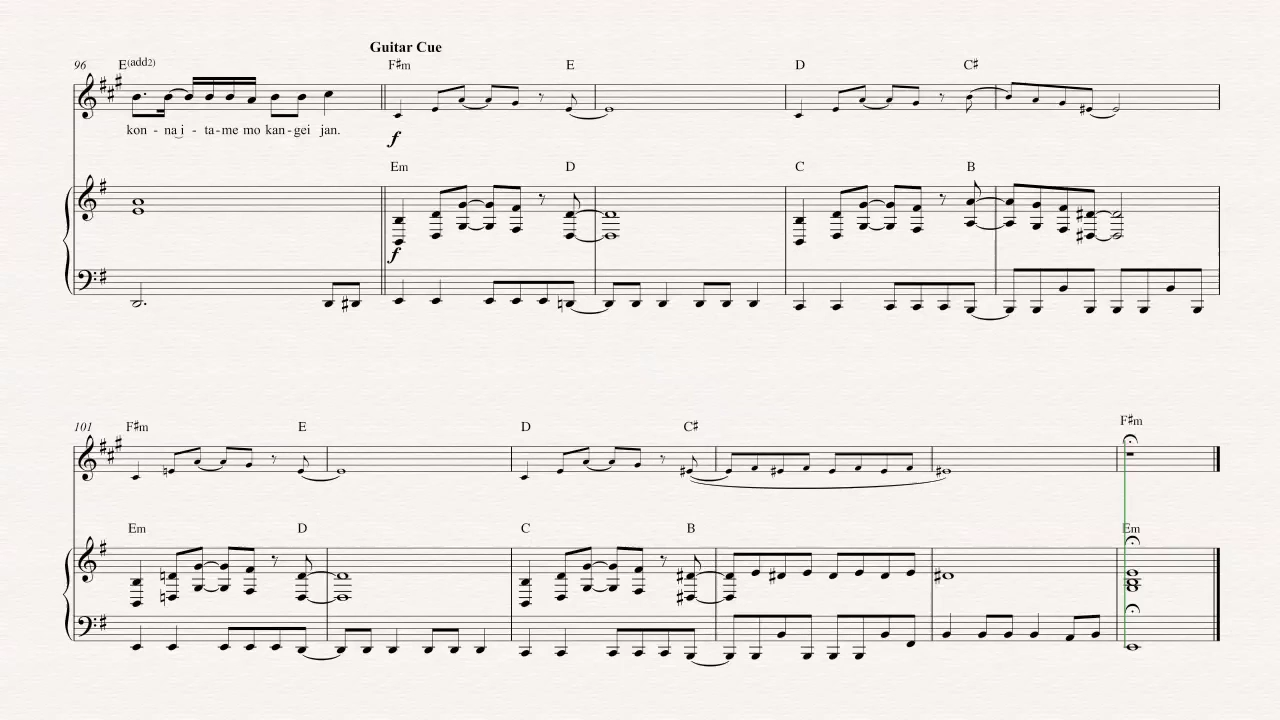 Guitar Cue
96 E(add2) F♯m E D C♯
kon - na i - ta - me mo kan - gei jan.
f
Em D C B
f
101 F♯m E D C♯ F♯m
Em D C B Em